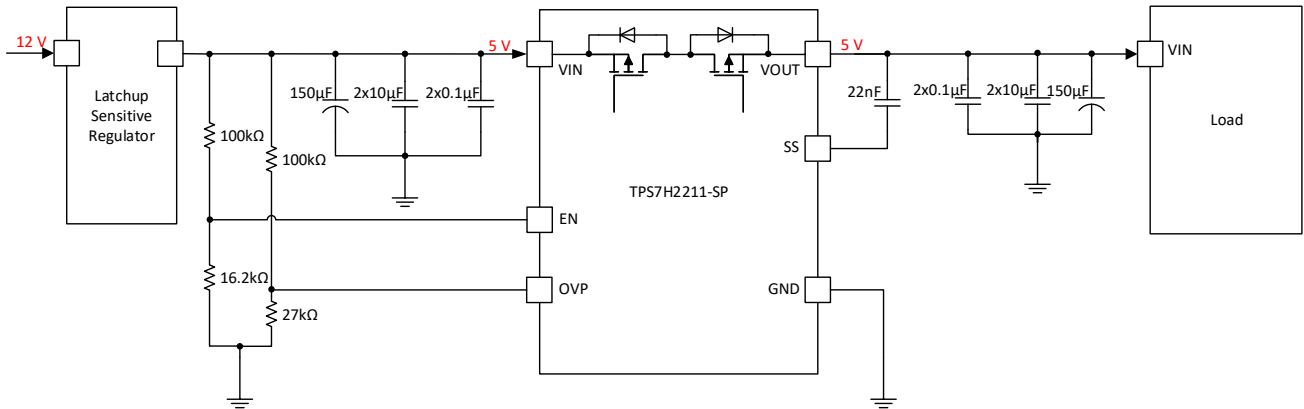 12 V
Latchup
Sensitive
Regulator
100kΩ
100kΩ
16.2kΩ
27kΩ
150µF
2x10µF
2x0.1µF
5 V
VIN
VOUT
5 V
EN
OVP
TPS7H2211-SP
SS
GND
22nF
2x0.1µF
2x10µF
150µF
VIN
Load